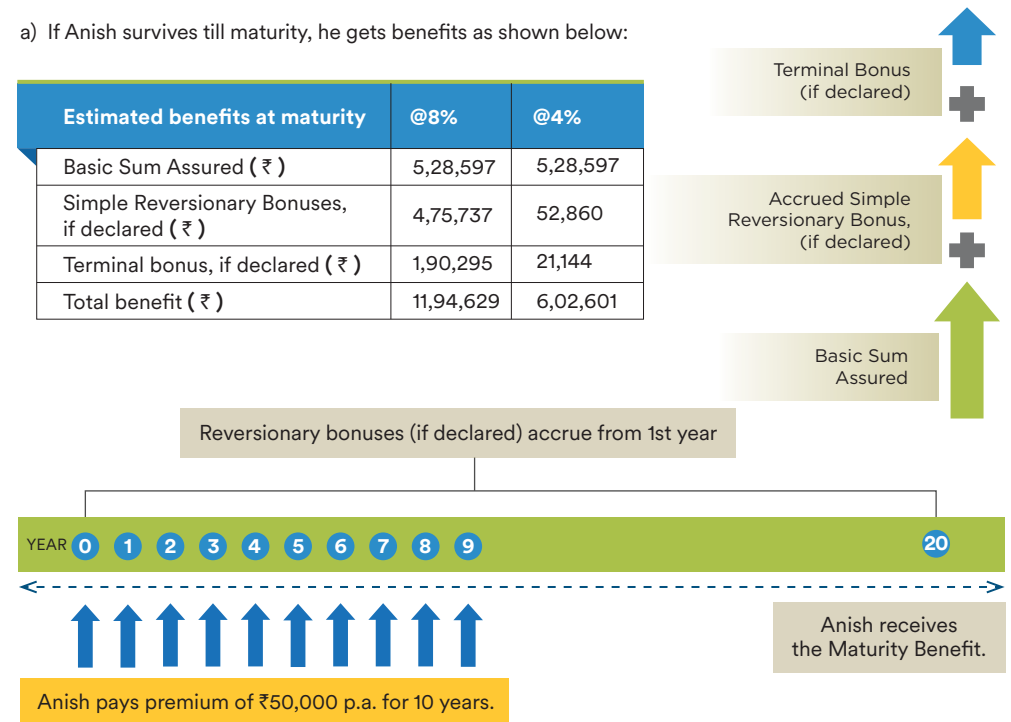 a) If Anish survives till maturity, he gets benefits as shown below:
Estimated benefits at maturity @8% @4%
Basic Sum Assured (₹) 5,28,597 5,28,597
Simple Reversionary Bonuses,
if declared (₹) 4,75,737 52,860
Terminal bonus, if declared (₹) 1,90,295 21,144
Total benefit (₹) 11,94,629 6,02,601
Terminal Bonus
(if declared)
Accrued Simple
Reversionary Bonus,
(if declared)
Basic Sum
Assured
Reversionary bonuses (if declared) accrue from 1st year
YEAR 0 1 2 3 4 5 6 7 8 9 20
Anish receives
the Maturity Benefit.
Anish pays premium of ₹50,000 p.a. for 10 years.